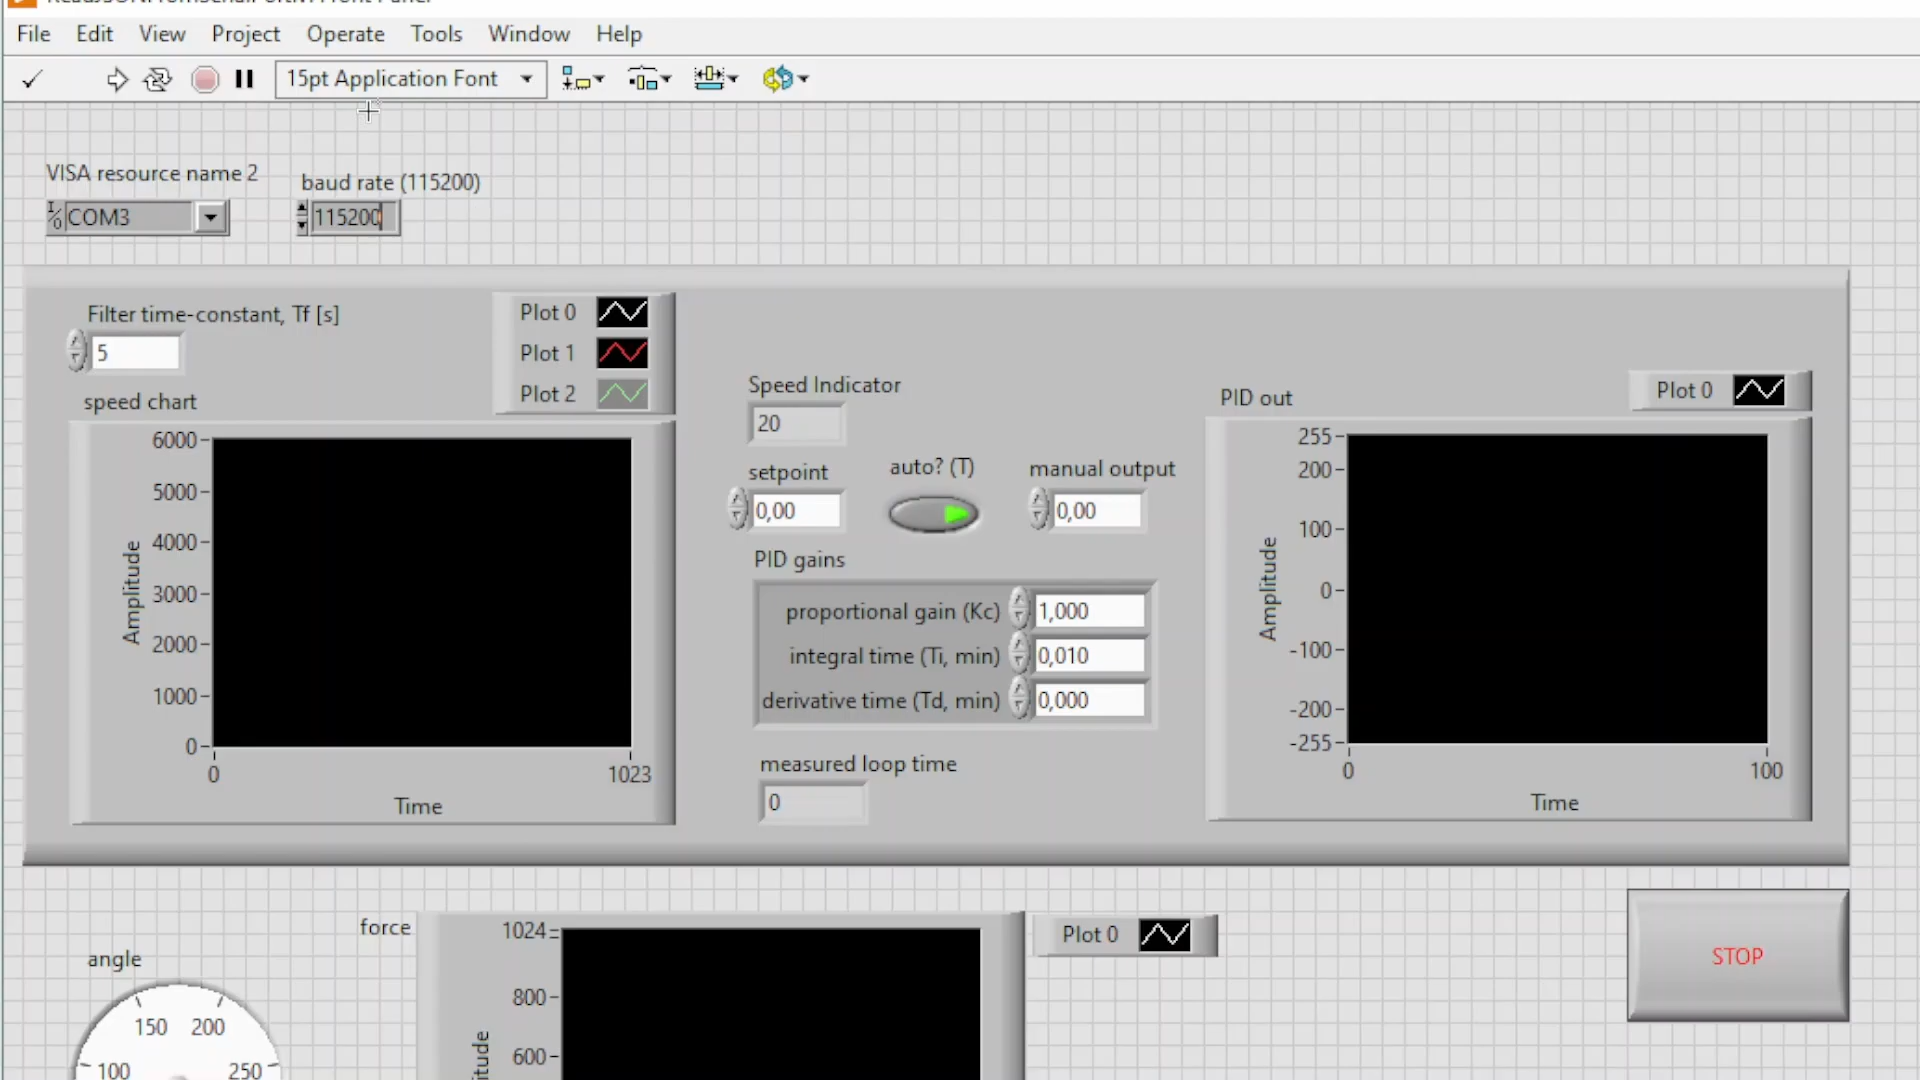 File Edit View Project Operate Tools Window Help
15pt Application Font
VISA resource name 2
baud rate (115200)
COM3
115200
Filter time-constant, Tf [s]
5
Plot 0
Plot 1
Plot 2
speed chart
6000
5000
4000
3000
2000
1000
0
Amplitude
0
1023
Time
Speed Indicator
20
setpoint
0,00
auto? (T)
manual output
0,00
PID gains
proportional gain (Kc)
1,000
integral time (Ti, min)
0,010
derivative time (Td, min)
0,000
measured loop time
0
PID out
Plot 0
255
200
100
0
-100
-200
-255
Amplitude
0
100
Time
force
1024
800
600
Plot 0
STOP
angle
150
200
100
250